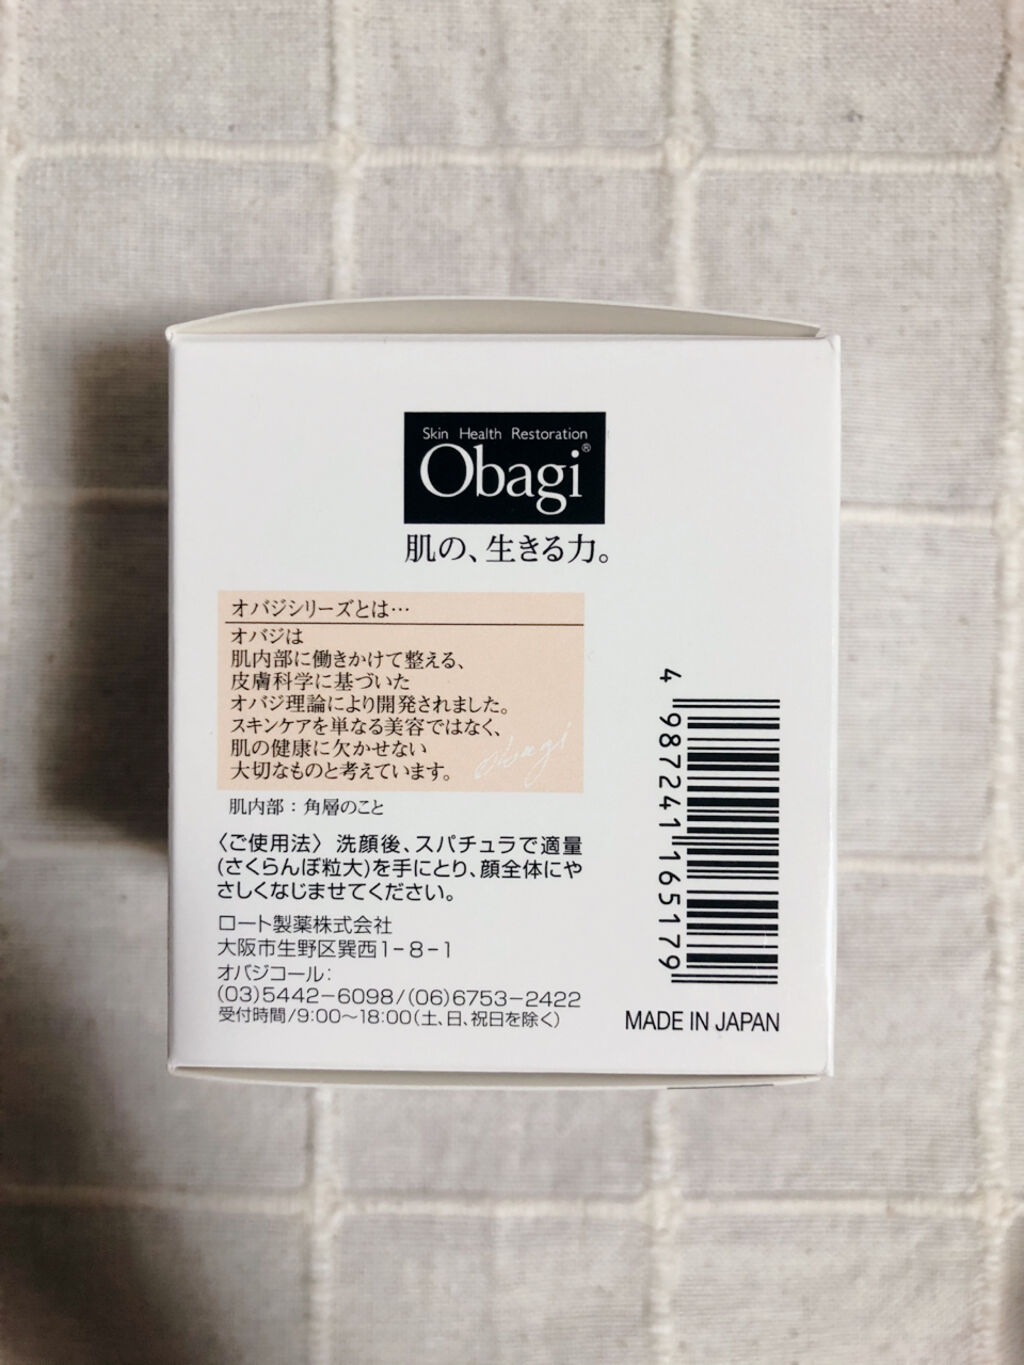 Skin Health Restoration
Obagi®
肌の、生きる力。
オバジシリーズとは…
オバジは
肌内部に働きかけて整える、
皮膚科学に基づいた
オバジ理論により開発されました。
スキンケアを単なる美容ではなく、
肌の健康に欠かせない
大切なものと考えています。
Obagi
肌内部：角層のこと
〈ご使用法〉洗顔後、スパチュラで適量
(さくらんぼ粒大)を手にとり、顔全体にや
さしくなじませてください。
ロート製薬株式会社
大阪市生野区巽西1-8-1
オバジコール:
(03)5442-6098/(06)6753-2422
受付時間/9:00～18:00(土、日、祝日を除く)
4 987241 165179
MADE IN JAPAN